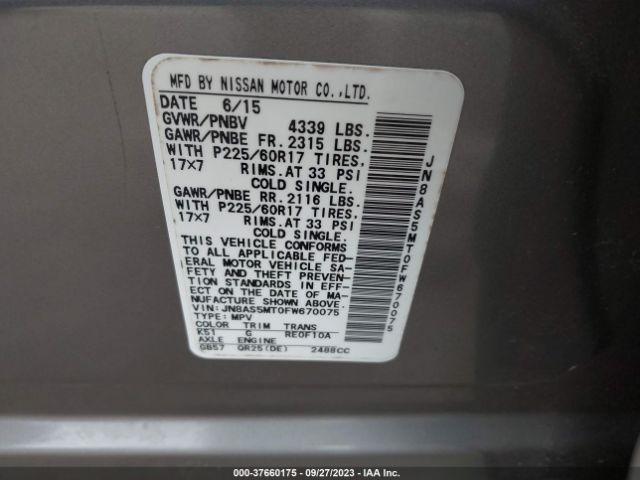 MFD BY NISSAN MOTOR CO.,LTD.
DATE 6/15
GVWR/PNBV 4339 LBS.
GAWR/PNBE FR. 2315 LBS.
WITH P225/60R17 TIRES.
17x7 RIMS.AT 33 PSI
COLD SINGLE.
GAWR/PNBE RR. 2116 LBS.
WITH P225/60R17 TIRES.
17x7 RIMS.AT 33 PSI
COLD SINGLE.
THIS VEHICLE CONFORMS
TO ALL APPLICABLE FED-
ERAL MOTOR VEHICLE SA-
FETY AND THEFT PREVEN-
TION STANDARDS IN EFF-
ECT ON THE DATE OF MA-
NUFACTURE SHOWN ABOVE.
VIN: JN8AS5MT0FW670075
TYPE: MPV
COLOR TRIM TRANS
K51 G RE0F10A
AXLE ENGINE
GB57 QR25(DE) 2488CC
JN8AS5MT0FW670075
000-37660175 - 09/27/2023 - IAA Inc.